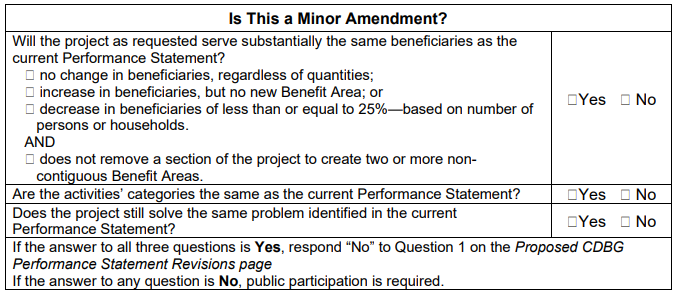 Is This a Minor Amendment?
Will the project as requested serve substantially the same beneficiaries as the
current Performance Statement?
□ no change in beneficiaries, regardless of quantities;
□ increase in beneficiaries, but no new Benefit Area; or
□ decrease in beneficiaries of less than or equal to 25%—based on number of
persons or households.
AND
□ does not remove a section of the project to create two or more non-
contiguous Benefit Areas.
□Yes □ No
Are the activities’ categories the same as the current Performance Statement?
□Yes □ No
Does the project still solve the same problem identified in the current
Performance Statement?
□Yes □ No
If the answer to all three questions is Yes, respond “No” to Question 1 on the Proposed CDBG
Performance Statement Revisions page
If the answer to any question is No, public participation is required.